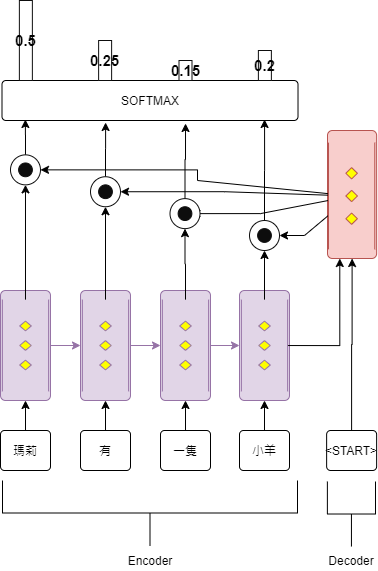 0.5
0.25
0.15
0.2
SOFTMAX
瑪莉
有
一隻
小羊
<START>
Encoder
Decoder